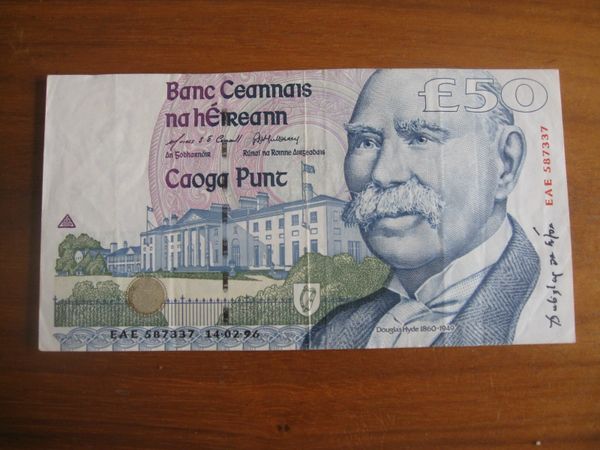 Banc Ceannais
na hÉireann
£50
An Gobharnóir
Rúnaí na Roinne Airgeadais
Caoga Punt
EAE 587337
EAE 587337 14·02·96
Douglas Hyde 1860-1949